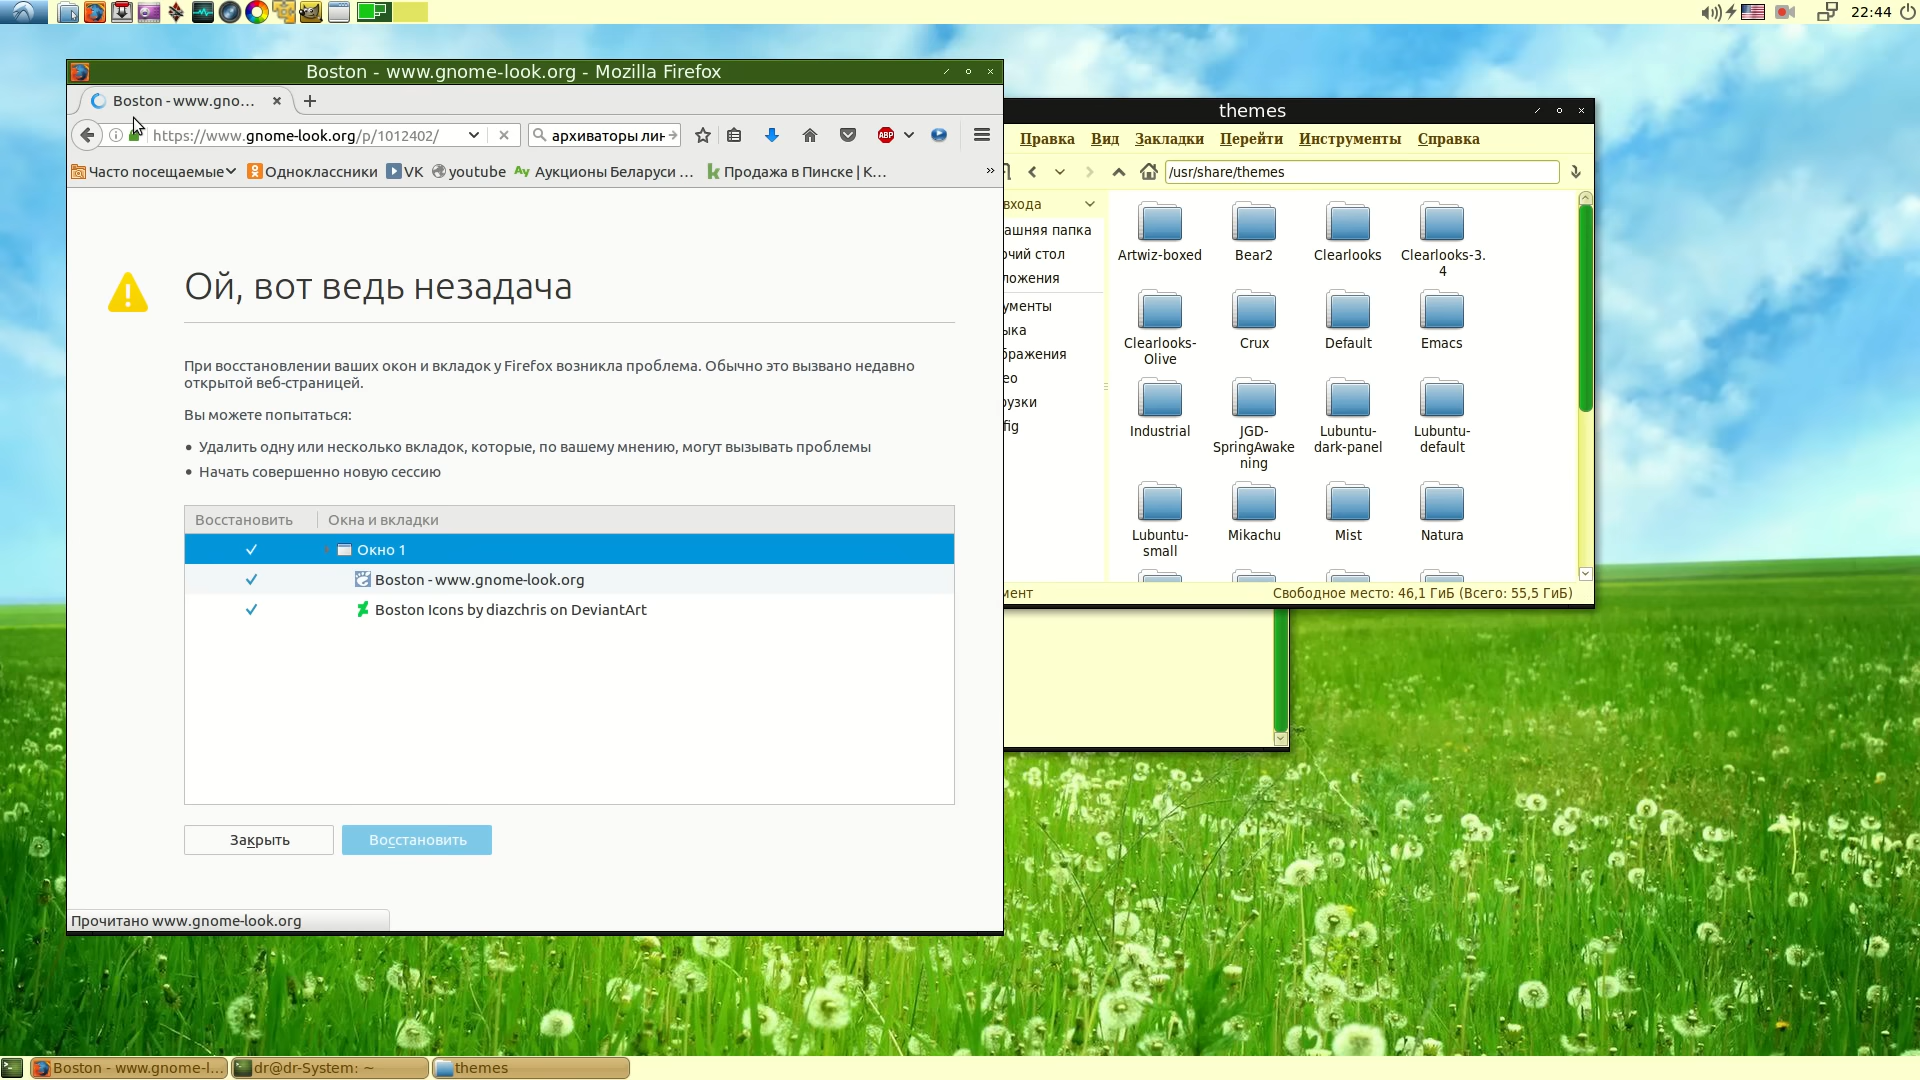 22:44
Boston - www.gnome-look.org - Mozilla Firefox
Boston - www.gno...
https://www.gnome-look.org/p/1012402/
архиваторы лин
ABP
Часто посещаемые
Одноклассники
VK
youtube
Аукционы Беларуси ...
Продажа в Пинске | К...
Ой, вот ведь незадача
При восстановлении ваших окон и вкладок у Firefox возникла проблема. Обычно это вызвано недавно
открытой веб-страницей.
Вы можете попытаться:
• Удалить одну или несколько вкладок, которые, по вашему мнению, могут вызывать проблемы
• Начать совершенно новую сессию
Восстановить
Окна и вкладки
Окно 1
Boston - www.gnome-look.org
Boston Icons by diazchris on DeviantArt
Закрыть
Восстановить
Прочитано www.gnome-look.org
themes
Правка
Вид
Закладки
Перейти
Инструменты
Справка
/usr/share/themes
входа
ашняя папка
очий стол
ложения
ументы
ыка
бражения
ео
рузки
fig
Artwiz-boxed
Bear2
Clearlooks
Clearlooks-3.
4
Clearlooks-
Olive
Crux
Default
Emacs
Industrial
JGD-
SpringAwake
ning
Lubuntu-
dark-panel
Lubuntu-
default
Lubuntu-
small
Mikachu
Mist
Natura
мент
Свободное место: 46,1 ГиБ (Всего: 55,5 ГиБ)
Boston - www.gnome-l...
dr@dr-System: ~
themes